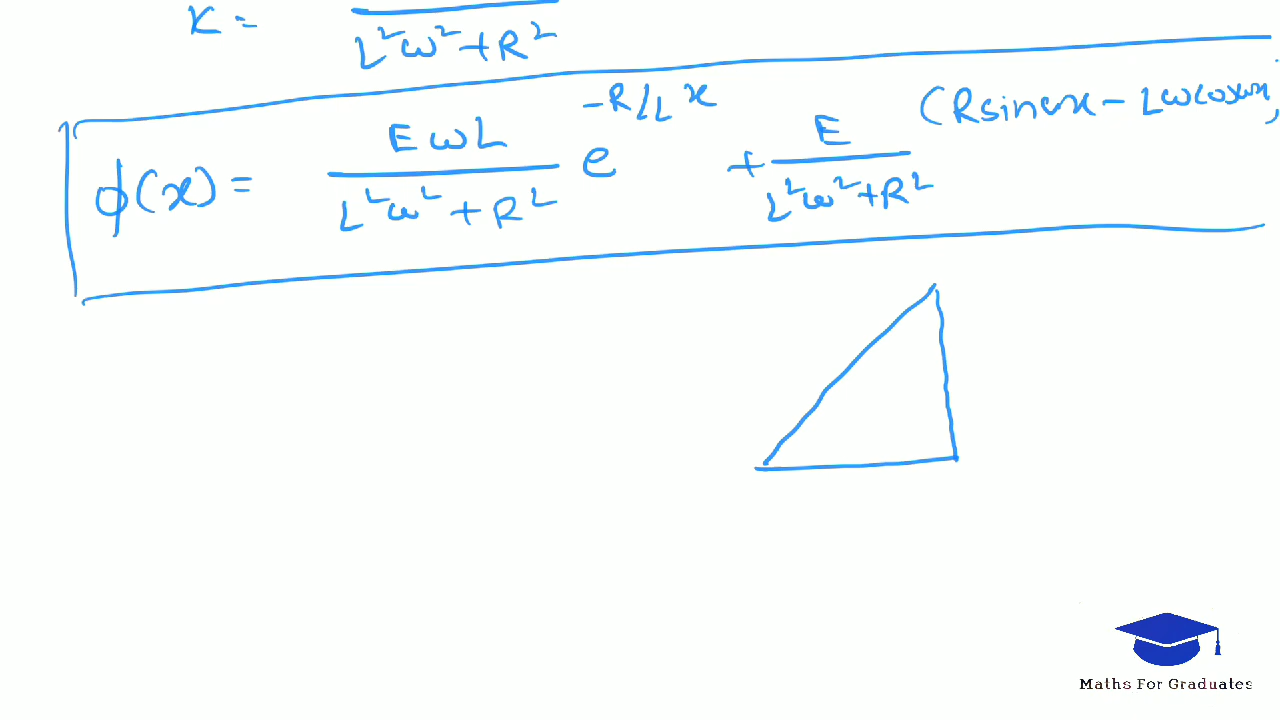 K = ――― / L²ω² + R²
φ(x) = EωL / L²ω² + R² e^(-R/L x) + E / L²ω² + R² (R sin ωx - Lω cos ωx)
Maths For Graduates